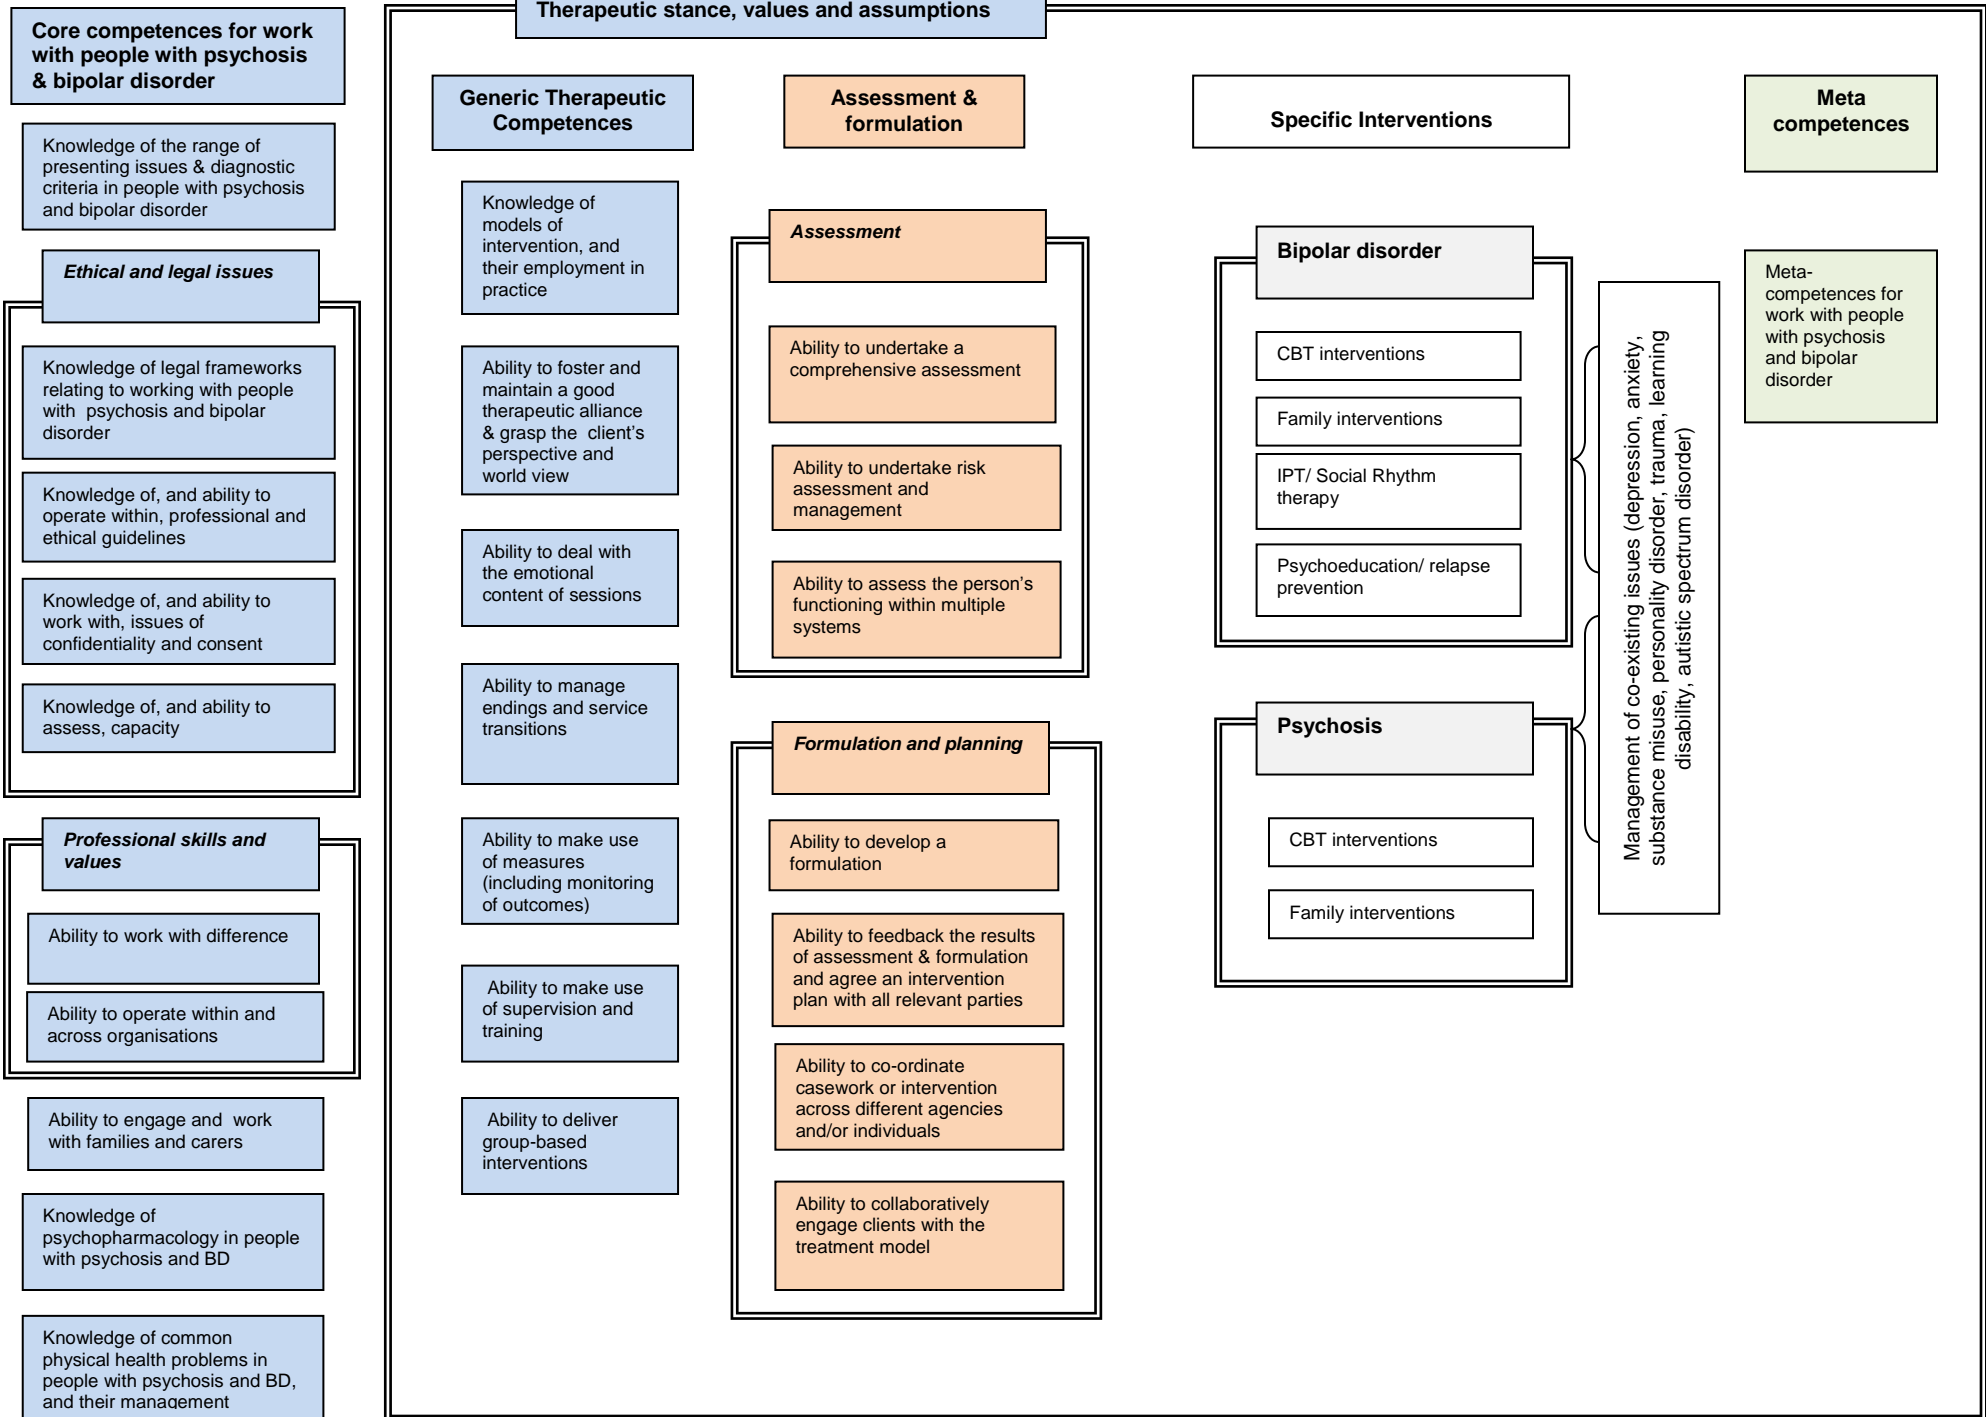 Therapeutic stance, values and assumptions
Core competences for work
with people with psychosis
& bipolar disorder
Knowledge of the range of
presenting issues & diagnostic
criteria in people with psychosis
and bipolar disorder
Ethical and legal issues
Knowledge of legal frameworks
relating to working with people
with psychosis and bipolar
disorder
Knowledge of, and ability to
operate within, professional and
ethical guidelines
Knowledge of, and ability to
work with, issues of
confidentiality and consent
Knowledge of, and ability to
assess, capacity
Professional skills and
values
Ability to work with difference
Ability to operate within and
across organisations
Ability to engage and work
with families and carers
Knowledge of
psychopharmacology in people
with psychosis and BD
Knowledge of common
physical health problems in
people with psychosis and BD,
and their management
Generic Therapeutic
Competences
Knowledge of
models of
intervention, and
their employment in
practice
Ability to foster and
maintain a good
therapeutic alliance
& grasp the client's
perspective and
world view
Ability to deal with
the emotional
content of sessions
Ability to manage
endings and service
transitions
Ability to make use
of measures
(including monitoring
of outcomes)
Ability to make use
of supervision and
training
Ability to deliver
group-based
interventions
Assessment &
formulation
Assessment
Ability to undertake a
comprehensive assessment
Ability to undertake risk
assessment and
management
Ability to assess the person's
functioning within multiple
systems
Formulation and planning
Ability to develop a
formulation
Ability to feedback the results
of assessment & formulation
and agree an intervention
plan with all relevant parties
Ability to co-ordinate
casework or intervention
across different agencies
and/or individuals
Ability to collaboratively
engage clients with the
treatment model
Specific Interventions
Bipolar disorder
CBT interventions
Family interventions
IPT/ Social Rhythm
therapy
Psychoeducation/ relapse
prevention
Psychosis
CBT interventions
Family interventions
Management of co-existing issues (depression, anxiety,
substance misuse, personality disorder, trauma, learning
disability, autistic spectrum disorder)
Meta
competences
Meta-
competences for
work with people
with psychosis
and bipolar
disorder